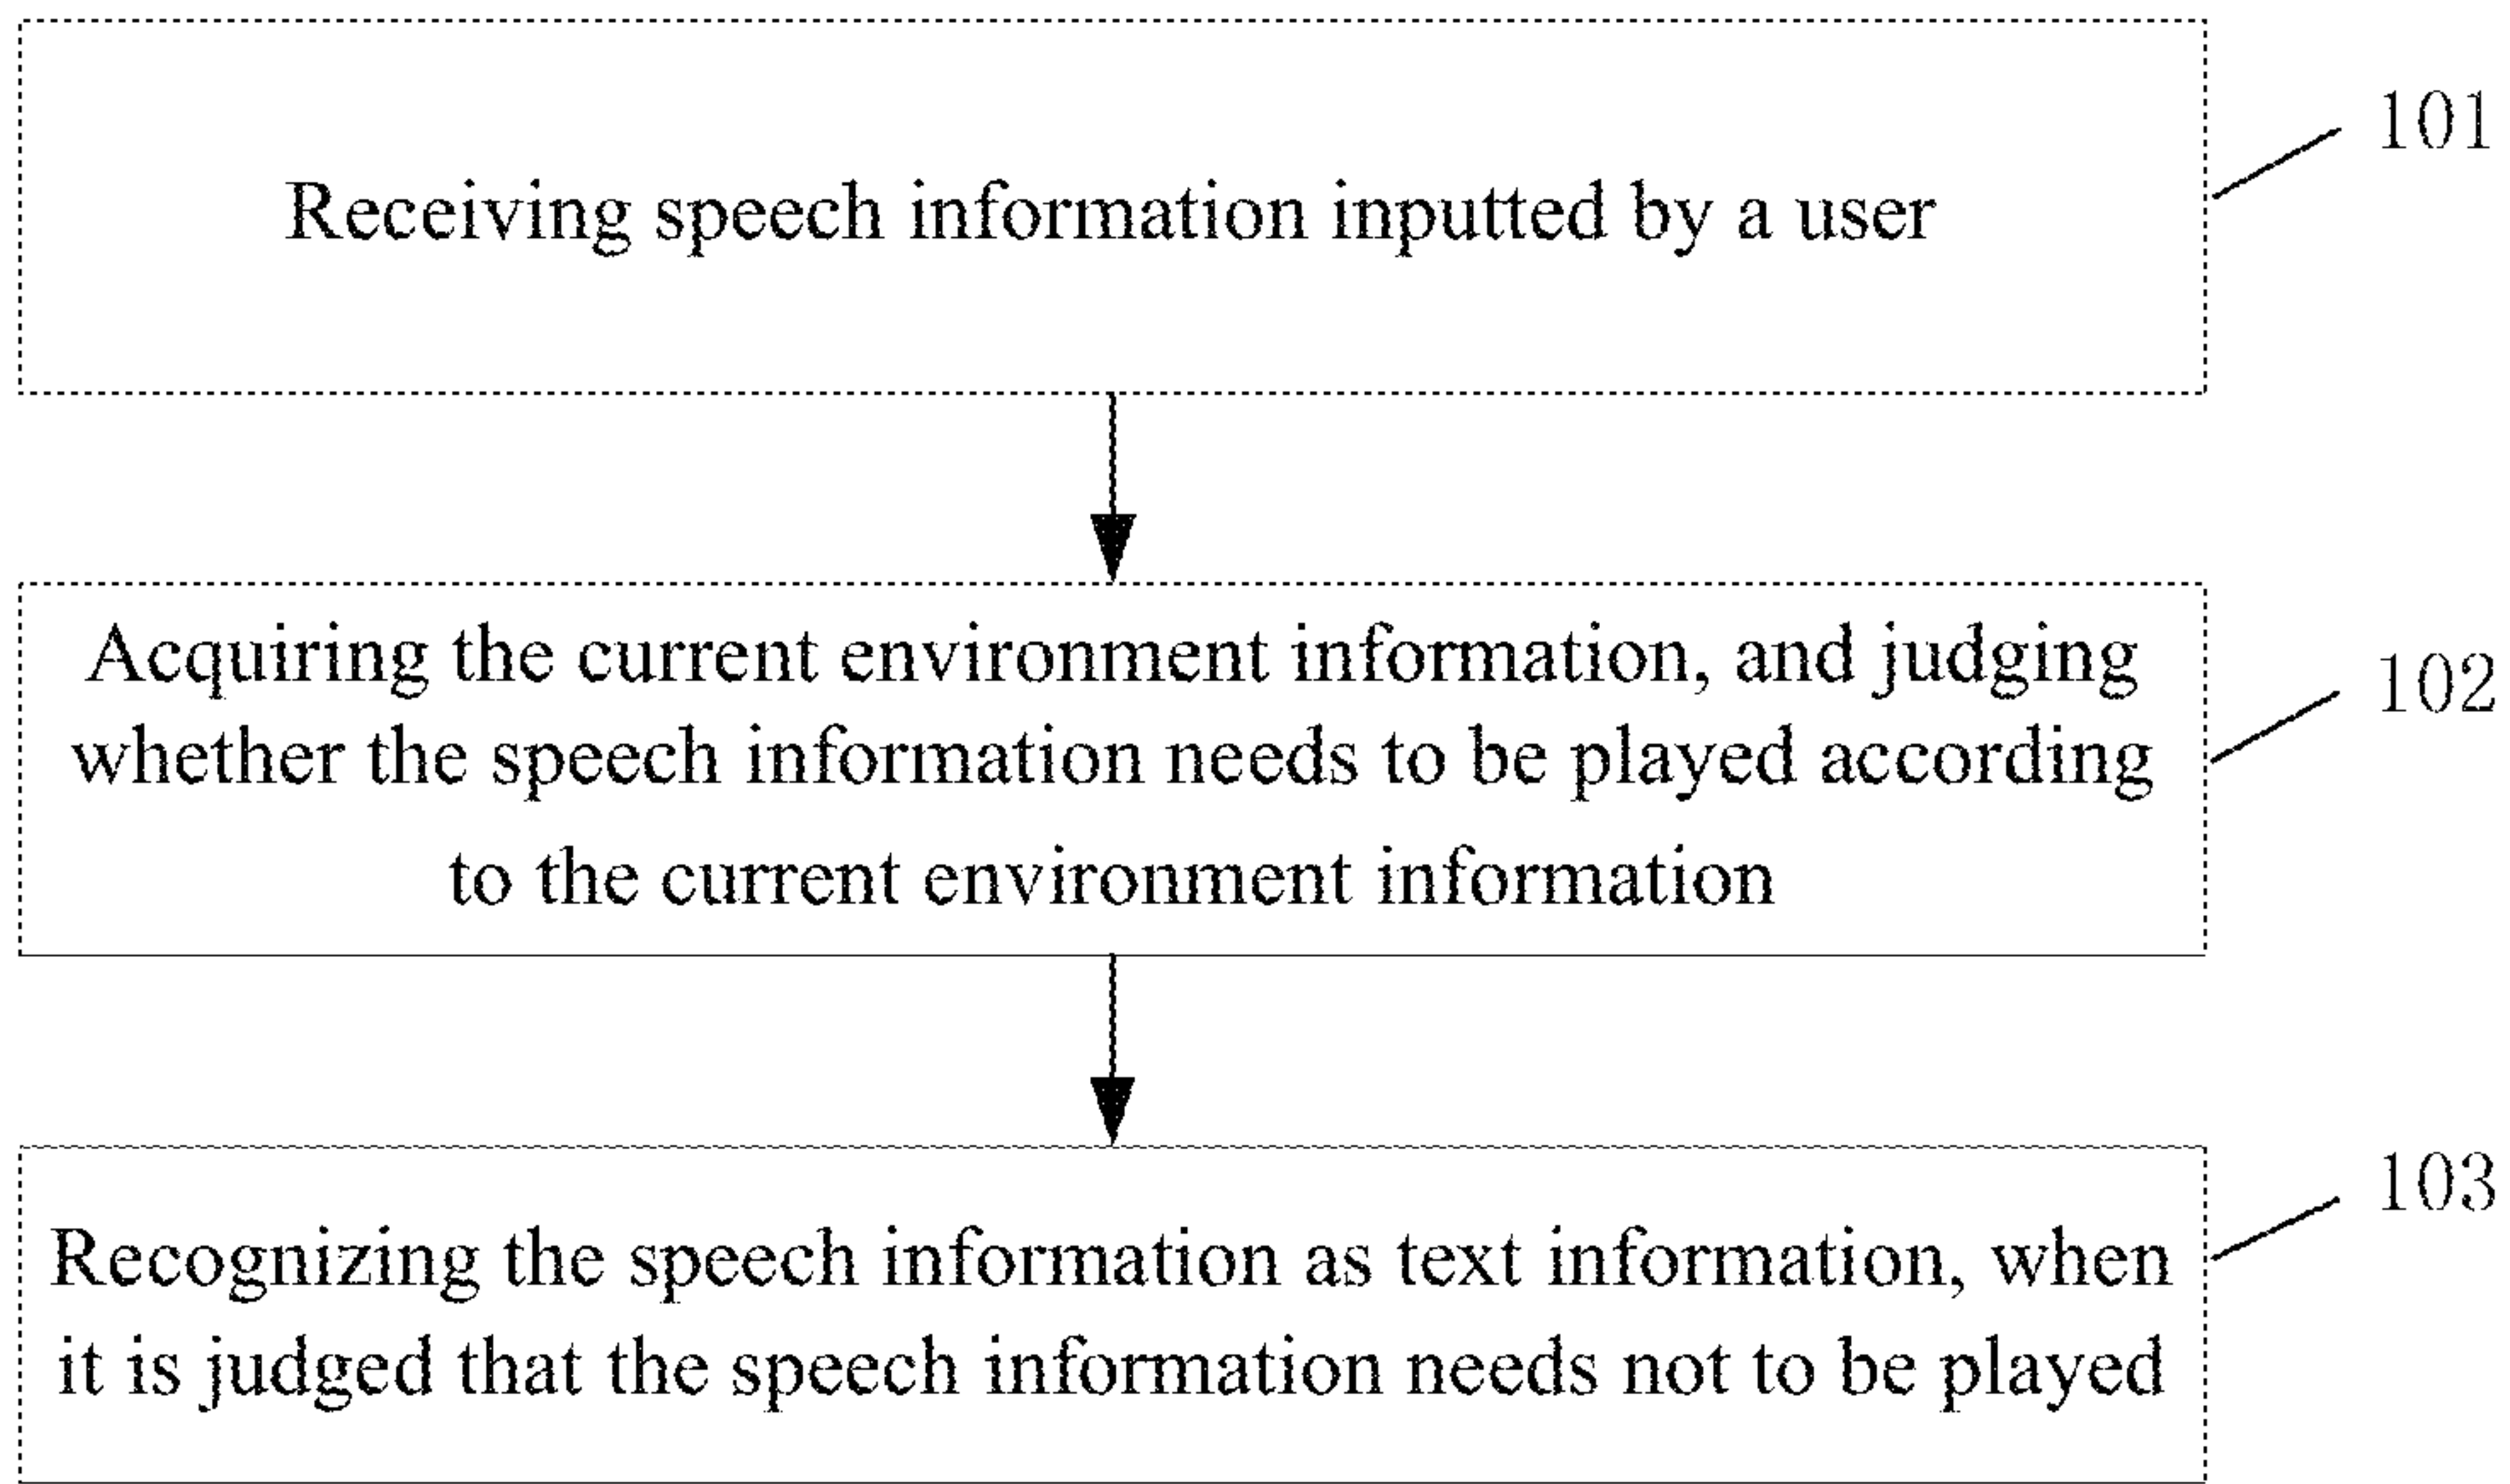 101
Receiving speech information inputted by a user
Acquiring the current environment information, and judging
102
whether the speech information needs to be played according
to the current environment information
103
Recognizing the speech information as text information, when
it is judged that the speech information needs not to be played